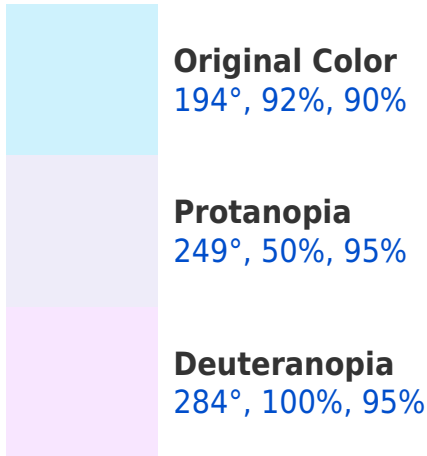 Original Color
194°, 92%, 90%
Protanopia
249°, 50%, 95%
Deuteranopia
284°, 100%, 95%